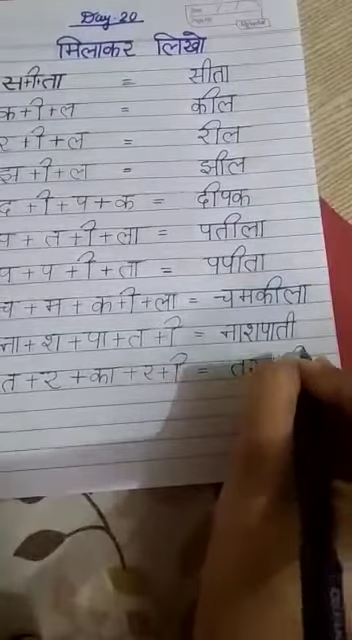 Day-20
मिलाकर लिखो
स+ी+ता = सीता
क+ी+ल = कील
र+ी+ल = रील
झ+ी+ल = झील
द+ी+प+क = दीपक
प+त+ी+ला = पतीला
प+प+ी+ता = पपीता
च+म+क+ी+ला = चमकीला
ना+श+पा+त+ी = नाशपाती
त+र+का+र+ी =